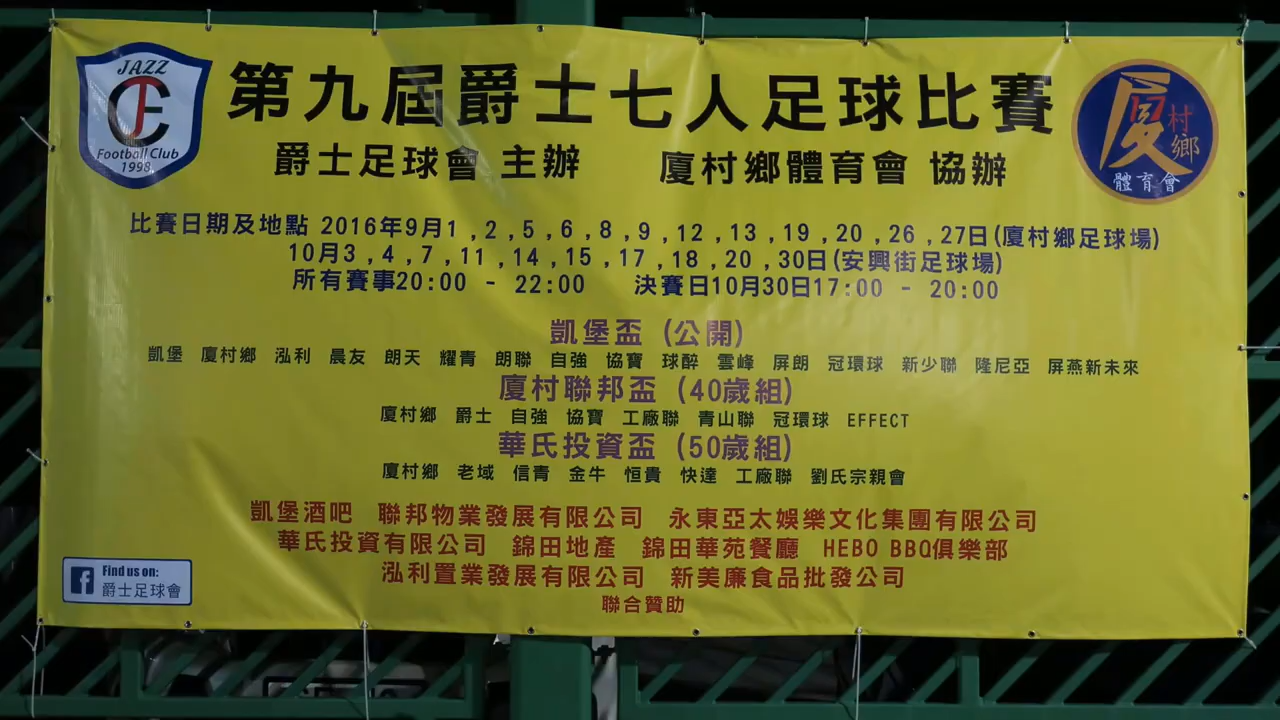 JAZZ
JFC
Football Club
1998
第九屆爵士七人足球比賽
爵士足球會 主辦 廈村鄉體育會 協辦
廈村鄉
體育會
比賽日期及地點 2016年9月1 ,2 ,5 ,6 ,8 ,9 ,12 ,13 ,19 ,20 ,26 ,27日(廈村鄉足球場)
10月3 ,4 ,7 ,11 ,14 ,15 ,17 ,18 ,20 ,30日(安興街足球場)
所有賽事20:00 - 22:00 決賽日10月30日17:00 - 20:00
凱堡盃 (公開)
凱堡 廈村鄉 泓利 晨友 朗天 耀青 朗聯 自強 協寶 球醉 雲峰 屏朗 冠環球 新少聯 隆尼亞 屏燕新未來
廈村聯邦盃 (40歲組)
廈村鄉 爵士 自強 協寶 工廠聯 青山聯 冠環球 EFFECT
華氏投資盃 (50歲組)
廈村鄉 老域 信青 金牛 恒貴 快達 工廠聯 劉氏宗親會
凱堡酒吧 聯邦物業發展有限公司 永東亞太娛樂文化集團有限公司
華氏投資有限公司 錦田地產 錦田華苑餐廳 HEBO BBQ俱樂部
泓利置業發展有限公司 新美廉食品批發公司
聯合贊助
f Find us on:
爵士足球會